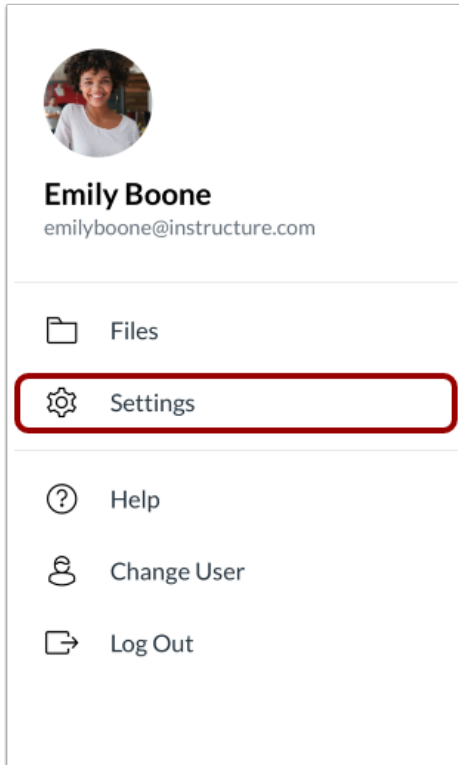 Emily Boone
emilyboone@instructure.com
Files
Settings
Help
Change User
Log Out